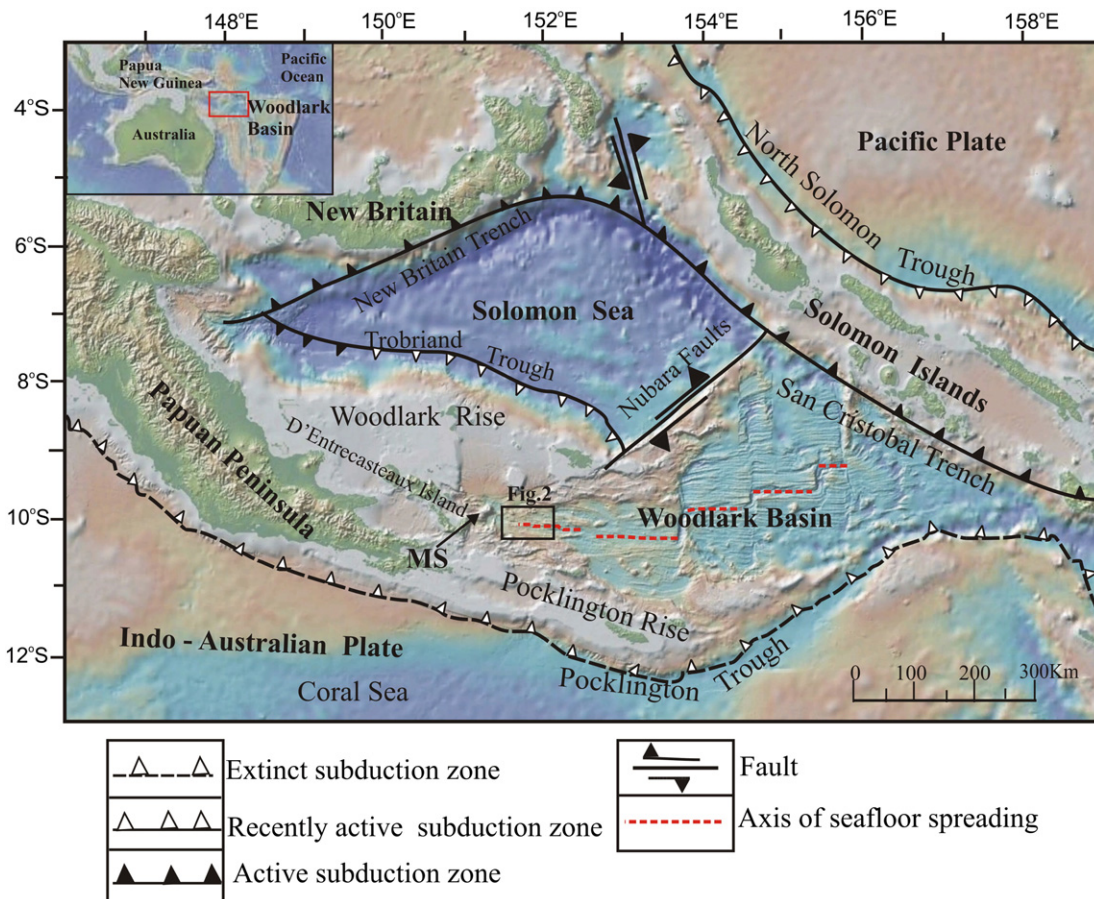 148°E 150°E 152°E 154°E 156°E 158°E
Papua
New Guinea
Pacific
Ocean
Woodlark
Basin
Australia
4°S
6°S
8°S
10°S
12°S
Pacific Plate
North Solomon
Trough
New Britain
New Britain Trench
Solomon Sea
Solomon Islands
Trobriand
Trough
Nubara Faults
San Cristobal Trench
Woodlark Rise
Papuan Peninsula
D'Entrecasteaux Island
Fig.2
MS
Woodlark Basin
Pocklington Rise
Indo - Australian Plate
Pocklington
Trough
Coral Sea
0 100 200 300Km
Extinct subduction zone
Recently active subduction zone
Active subduction zone
Fault
Axis of seafloor spreading